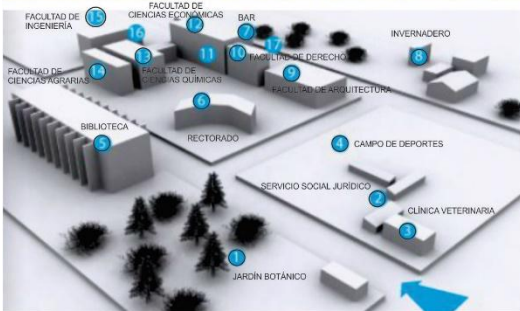 FACULTAD DE
INGENIERÍA
15
FACULTAD DE
CIENCIAS ECONÓMICAS
12
BAR
7
16
17
INVERNADERO
8
13
11
10
FACULTAD DE DERECHO
14
FACULTAD DE
CIENCIAS AGRARIAS
FACULTAD DE
CIENCIAS QUÍMICAS
9
FACULTAD DE ARQUITECTURA
6
RECTORADO
BIBLIOTECA
5
4
CAMPO DE DEPORTES
SERVICIO SOCIAL JURÍDICO
2
CLÍNICA VETERINARIA
3
1
JARDÍN BOTÁNICO